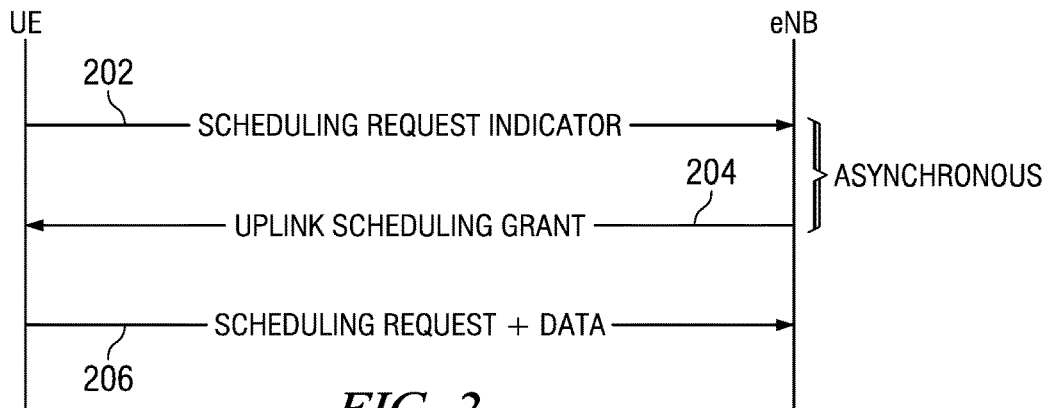 UE
eNB
202
SCHEDULING REQUEST INDICATOR
204
ASYNCHRONOUS
UPLINK SCHEDULING GRANT
SCHEDULING REQUEST + DATA
206
FIG. 2